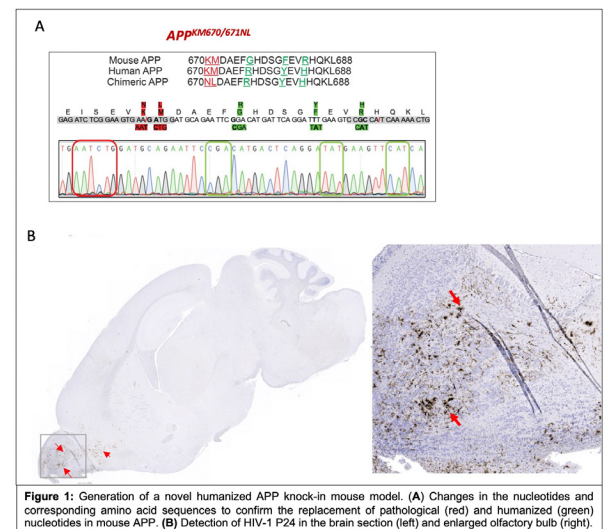 A
APP^KM670/671NL
Mouse APP 670KMDAEFGHDSGFEVRHQKL688
Human APP 670KMDAEFRHDSGYEVHHQKL688
Chimeric APP 670NLDAEFRHDSGYEVHHQKL688
N L R Y H
E I S E V K M D A E F G H D S G F E V R H Q K L
GAG ATC TCG GAA GTG AAG ATG GAT GCA GAA TTC GGA CAT GAT TCA GGA TTT GAA GTC CGC CAT CAA AAA CTG
AAT CTG CGA TAT CAT
TGAATCTGGATGCAGAATTCCGACATGACTCAGGATATGAAGTTCATCA
B
Figure 1: Generation of a novel humanized APP knock-in mouse model. (A) Changes in the nucleotides and
corresponding amino acid sequences to confirm the replacement of pathological (red) and humanized (green)
nucleotides in mouse APP. (B) Detection of HIV-1 P24 in the brain section (left) and enlarged olfactory bulb (right).